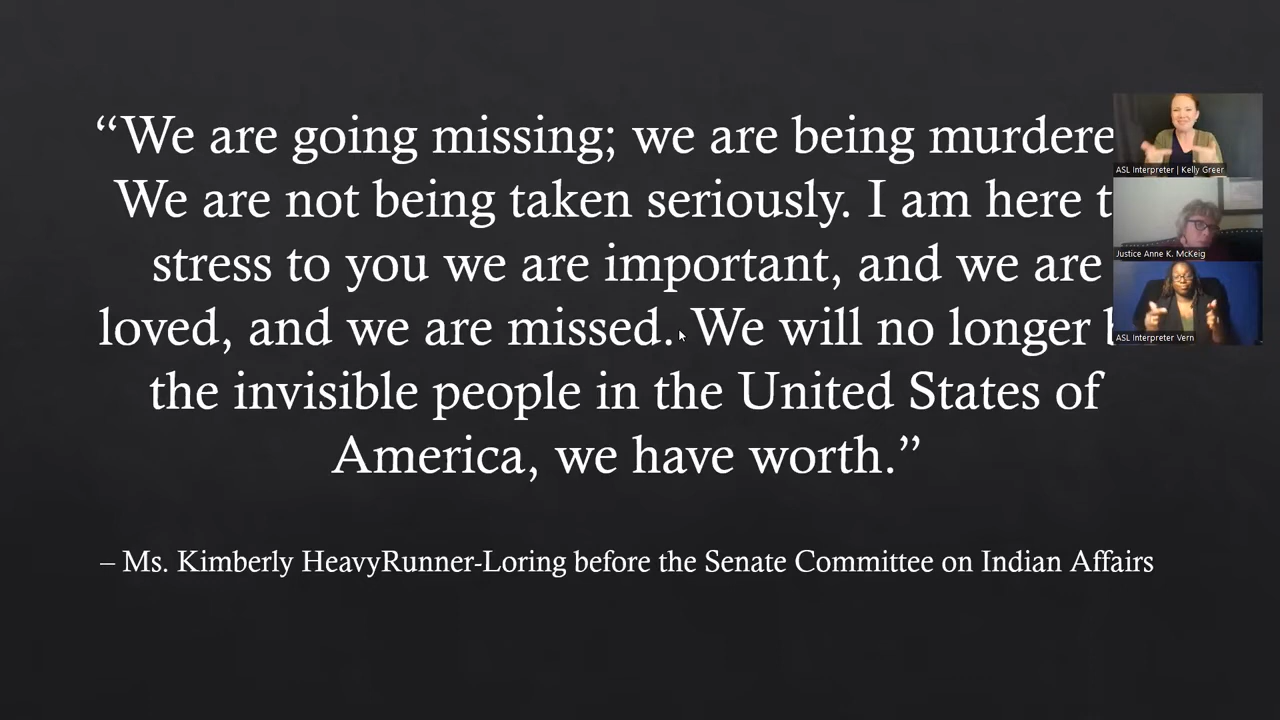 “We are going missing; we are being murdere
We are not being taken seriously. I am here t
stress to you we are important, and we are
loved, and we are missed. We will no longer
the invisible people in the United States of
America, we have worth.”
– Ms. Kimberly HeavyRunner-Loring before the Senate Committee on Indian Affairs
ASL Interpreter | Kelly Greer
Justice Anne K. McKeig
ASL Interpreter Vern